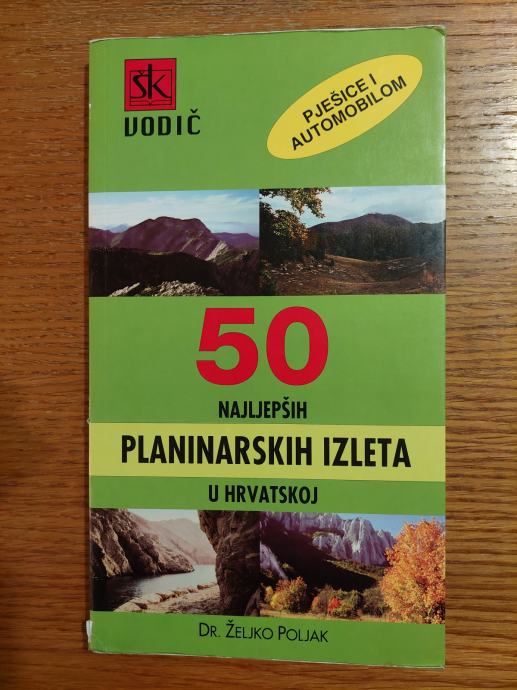 ŠK
VODIČ
PJEŠICE I
AUTOMOBILOM
50
NAJLJEPŠIH
PLANINARSKIH IZLETA
U HRVATSKOJ
DR. ŽELJKO POLJAK